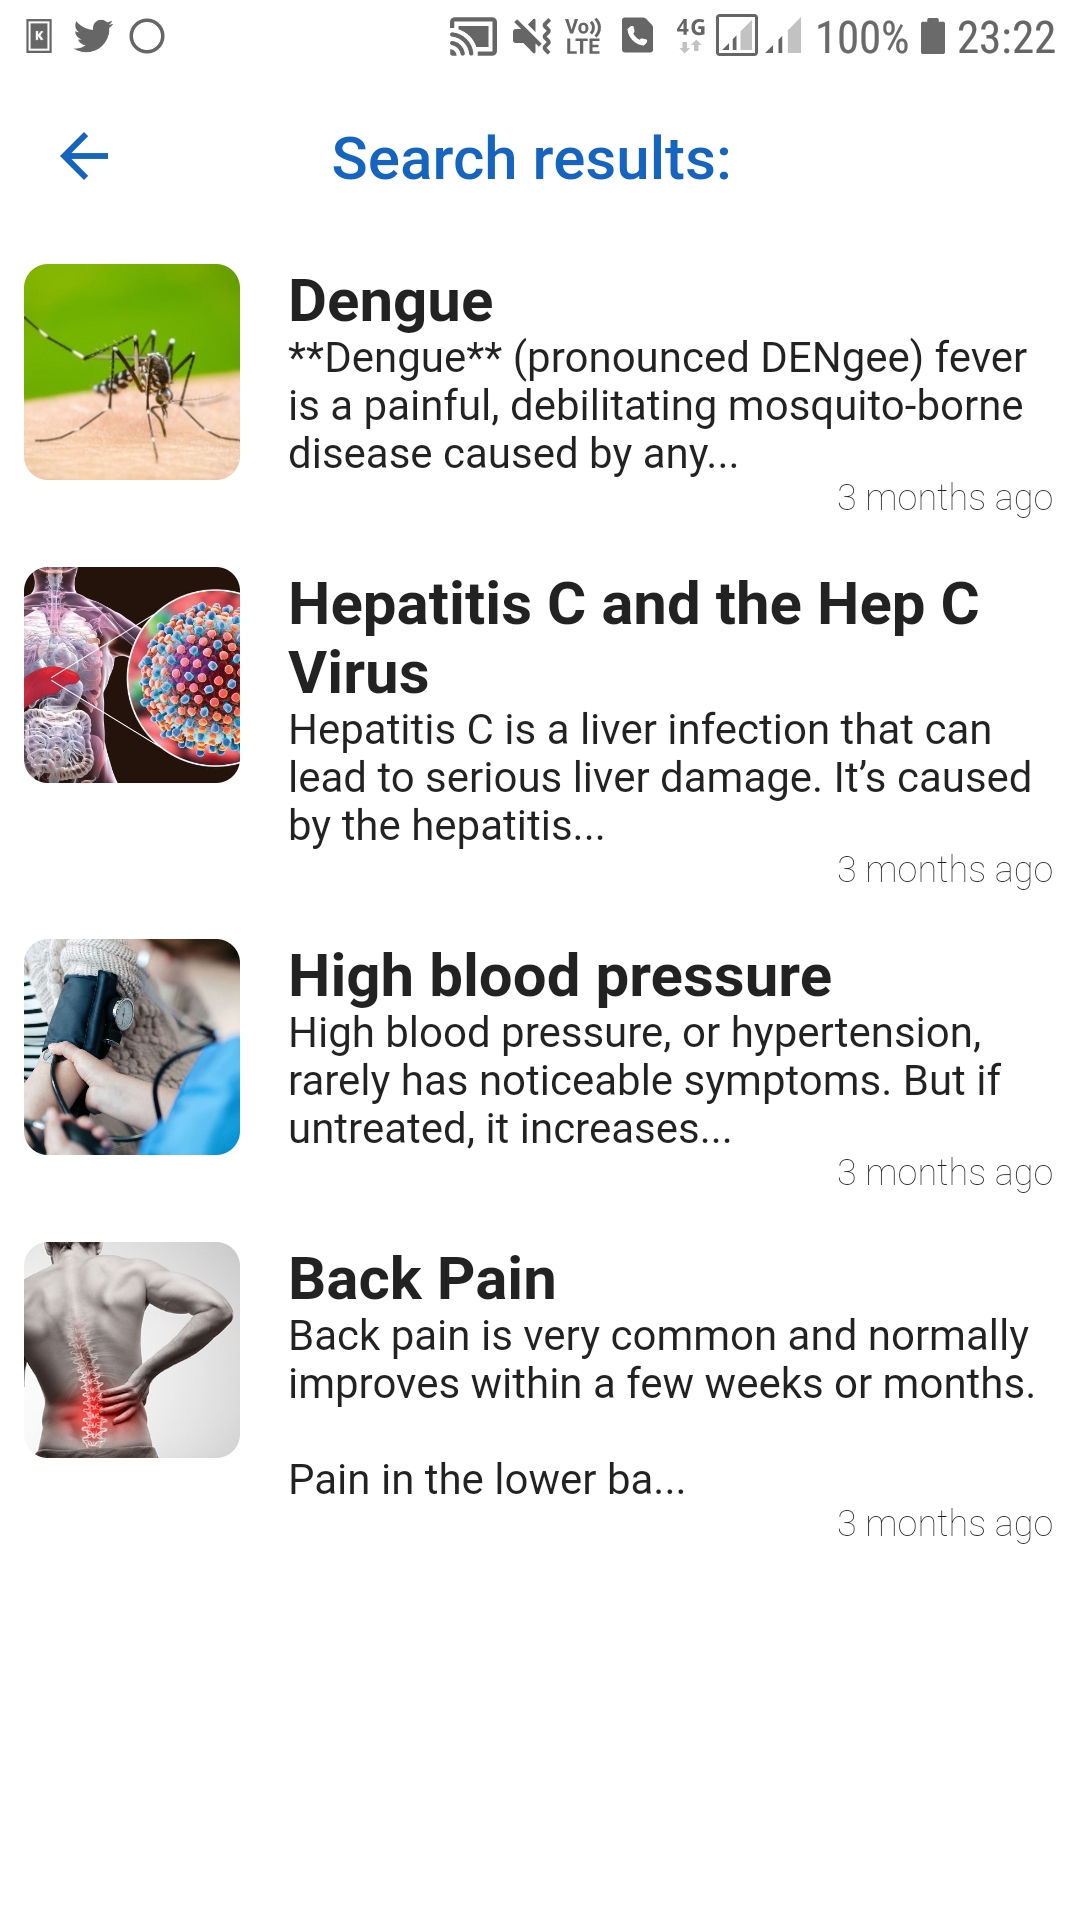 K Vo)) LTE 4G 100% 23:22
Search results:
Dengue
**Dengue** (pronounced DENgee) fever
is a painful, debilitating mosquito-borne
disease caused by any...
3 months ago
Hepatitis C and the Hep C
Virus
Hepatitis C is a liver infection that can
lead to serious liver damage. It’s caused
by the hepatitis...
3 months ago
High blood pressure
High blood pressure, or hypertension,
rarely has noticeable symptoms. But if
untreated, it increases...
3 months ago
Back Pain
Back pain is very common and normally
improves within a few weeks or months.
Pain in the lower ba...
3 months ago